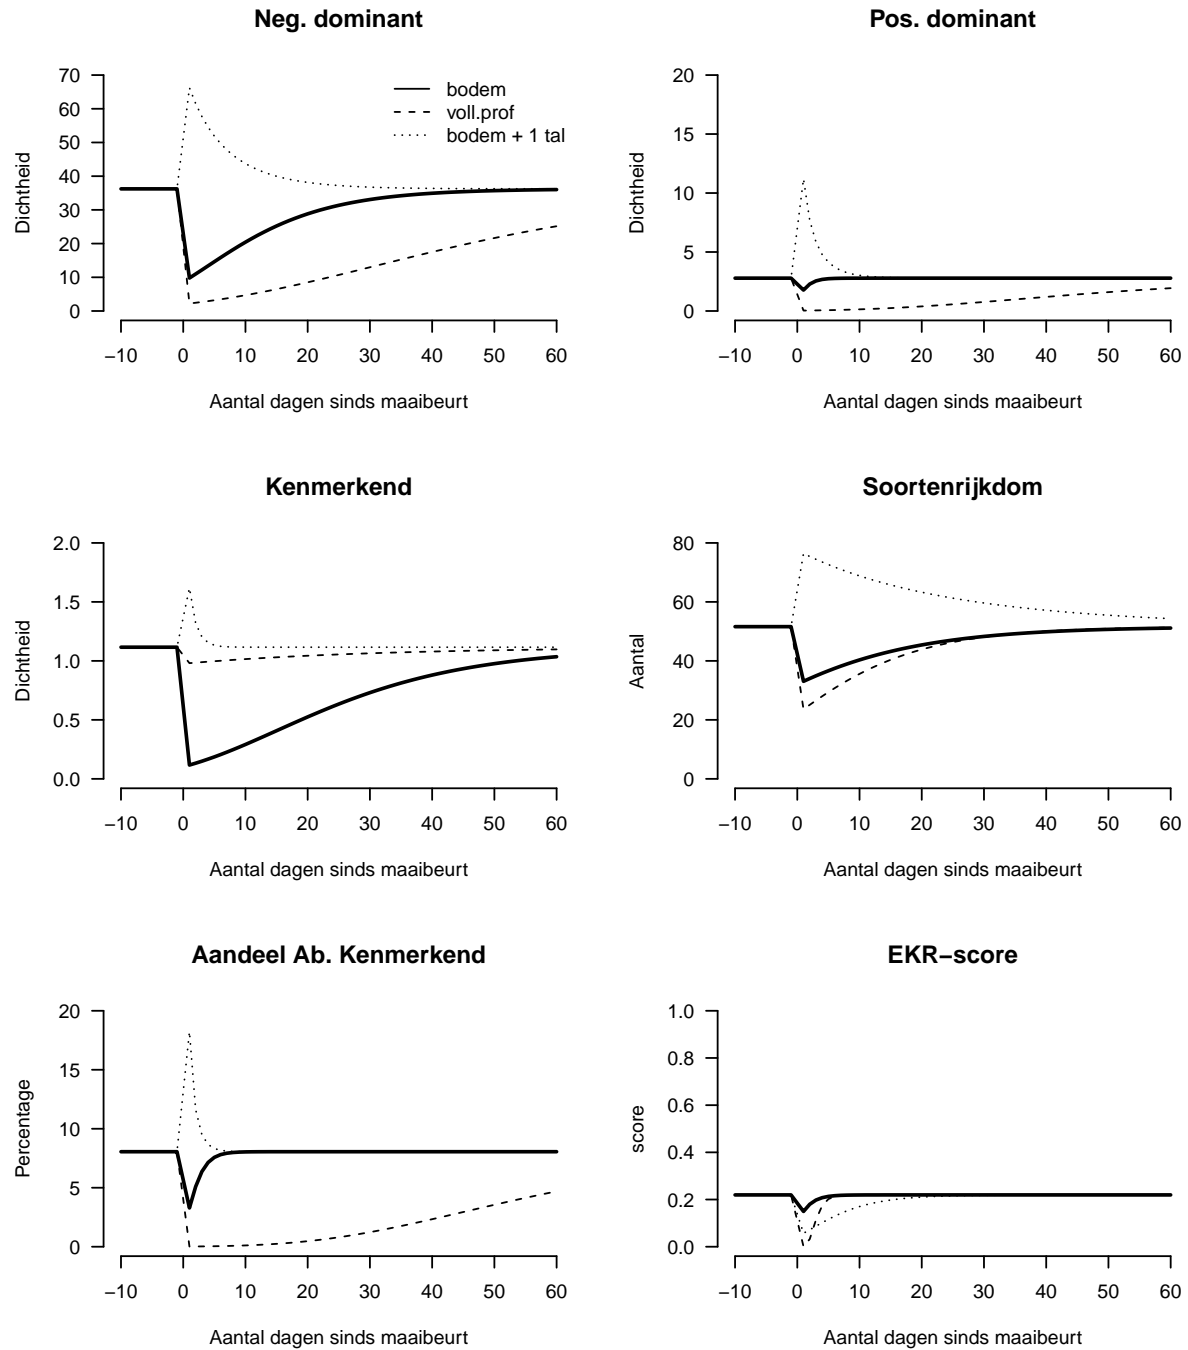 Neg. dominant
70
60
50
40
30
20
10
0
Dichtheid
bodem
voll.prof
bodem + 1 tal
−10 0 10 20 30 40 50 60
Aantal dagen sinds maaibeurt
Pos. dominant
20
15
10
5
0
Dichtheid
−10 0 10 20 30 40 50 60
Aantal dagen sinds maaibeurt
Kenmerkend
2.0
1.5
1.0
0.5
0.0
Dichtheid
−10 0 10 20 30 40 50 60
Aantal dagen sinds maaibeurt
Soortenrijkdom
80
60
40
20
0
Aantal
−10 0 10 20 30 40 50 60
Aantal dagen sinds maaibeurt
Aandeel Ab. Kenmerkend
20
15
10
5
0
Percentage
−10 0 10 20 30 40 50 60
Aantal dagen sinds maaibeurt
EKR−score
1.0
0.8
0.6
0.4
0.2
0.0
score
−10 0 10 20 30 40 50 60
Aantal dagen sinds maaibeurt